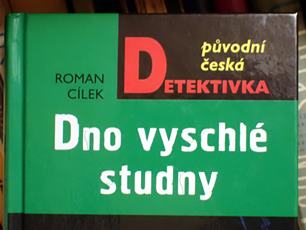 původní
česká
ROMAN
CÍLEK
DETEKTIVKA
Dno vyschlé
studny